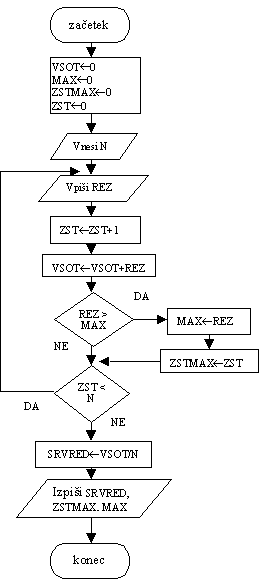 začetek
VSOT←0
MAX←0
ZSTMAX←0
ZST←0
Vnesi N
Vpiši REZ
ZST←ZST+1
VSOT←VSOT+REZ
REZ >
MAX
DA
NE
MAX←REZ
ZSTMAX←ZST
ZST <
N
DA
NE
SRVRED←VSOT/N
Izpiši SRVRED,
ZSTMAX, MAX
konec